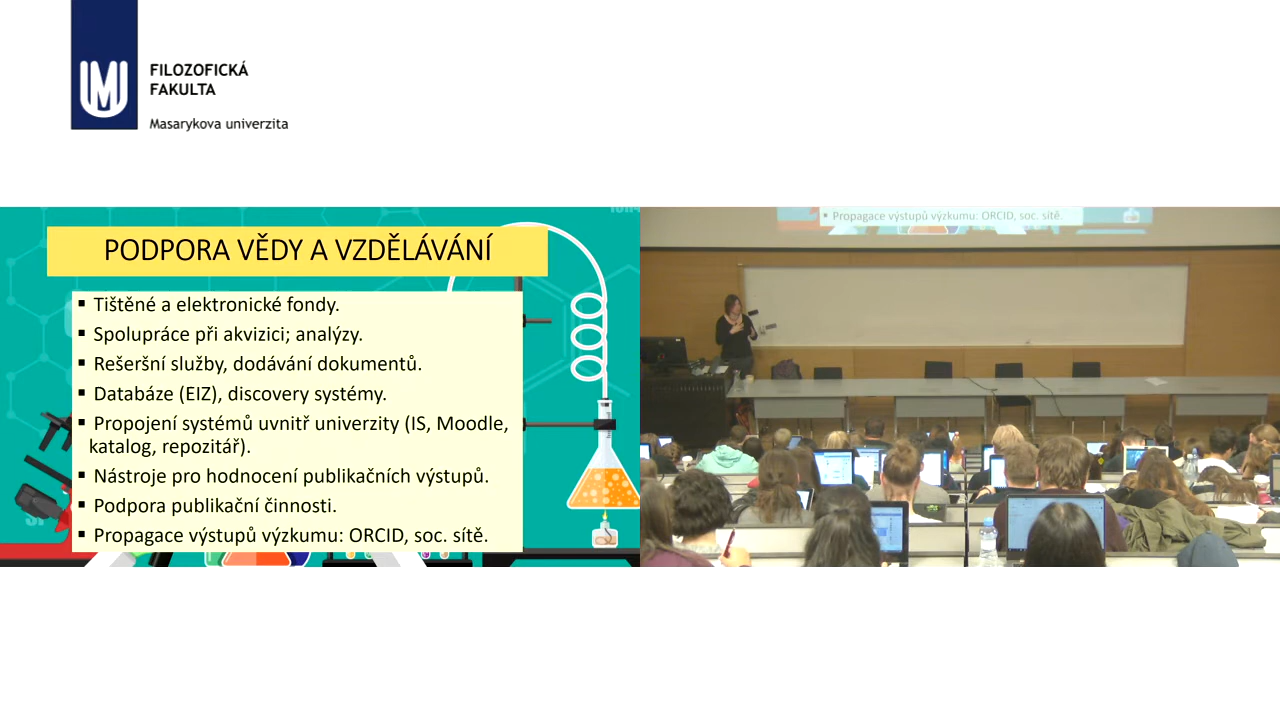 FILOZOFICKÁ
FAKULTA
Masarykova univerzita
PODPORA VĚDY A VZDĚLÁVÁNÍ
▪ Tištěné a elektronické fondy.
▪ Spolupráce při akvizici; analýzy.
▪ Rešeršní služby, dodávání dokumentů.
▪ Databáze (EIZ), discovery systémy.
▪ Propojení systémů uvnitř univerzity (IS, Moodle,
katalog, repozitář).
▪ Nástroje pro hodnocení publikačních výstupů.
▪ Podpora publikační činnosti.
▪ Propagace výstupů výzkumu: ORCID, soc. sítě.
▪ Propagace výstupů výzkumu: ORCID, soc. sítě.